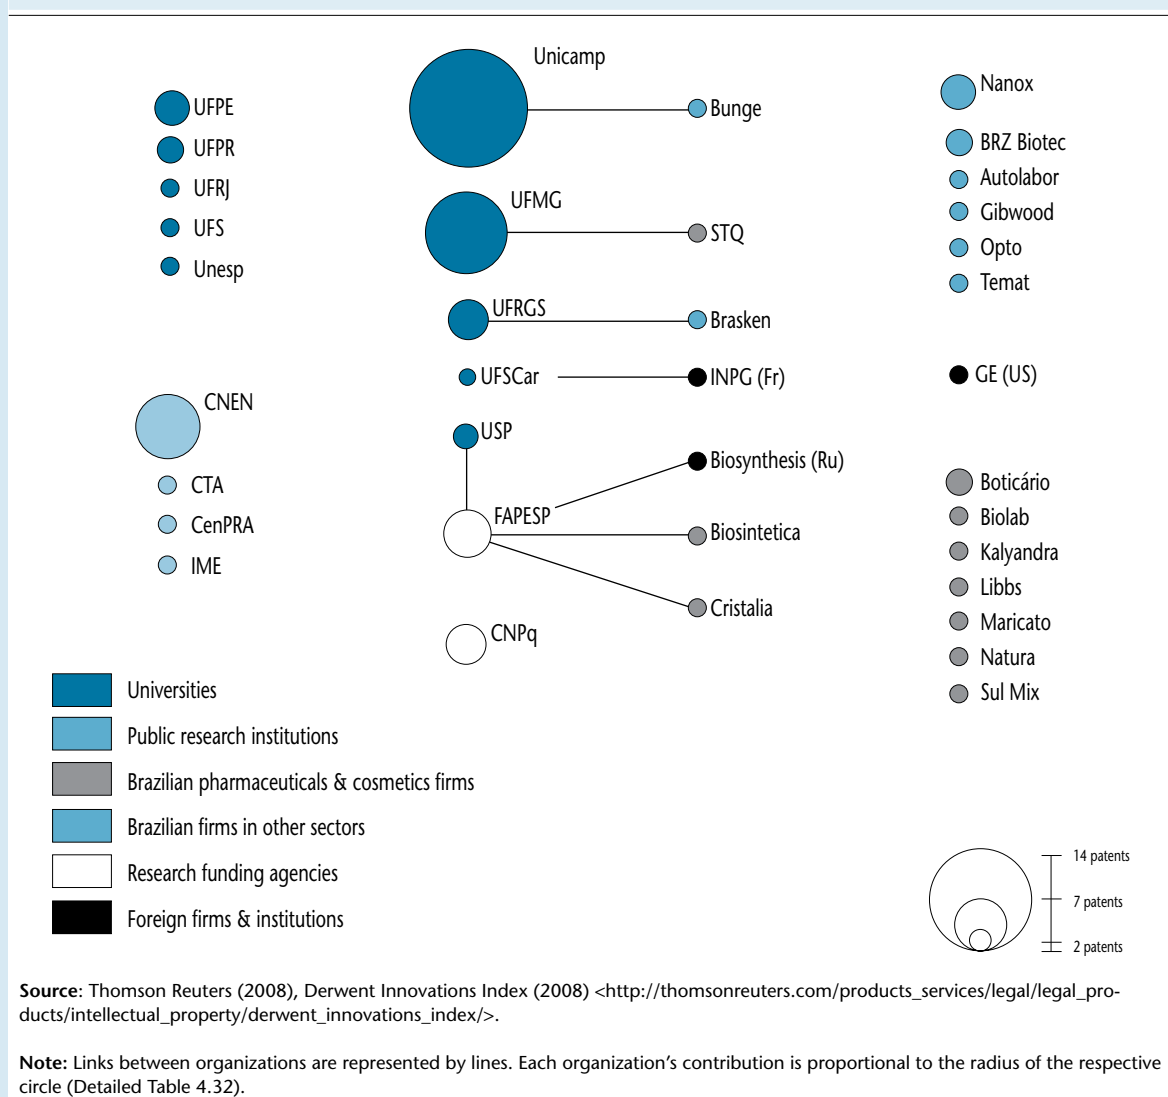 Unicamp
UFPE
UFPR
UFRJ
UFS
Unesp
Bunge
UFMG
STQ
UFRGS
Brasken
UFSCar
INPG (Fr)
USP
Biosynthesis (Ru)
FAPESP
Biosintetica
Cristalia
CNPq
CNEN
CTA
CenPRA
IME
Nanox
BRZ Biotec
Autolabor
Gibwood
Opto
Temat
GE (US)
Boticário
Biolab
Kalyandra
Libbs
Maricato
Natura
Sul Mix
Universities
Public research institutions
Brazilian pharmaceuticals & cosmetics firms
Brazilian firms in other sectors
Research funding agencies
Foreign firms & institutions
14 patents
7 patents
2 patents
Source: Thomson Reuters (2008), Derwent Innovations Index (2008) <http://thomsonreuters.com/products_services/legal/legal_pro-
ducts/intellectual_property/derwent_innovations_index/>.
Note: Links between organizations are represented by lines. Each organization's contribution is proportional to the radius of the respective
circle (Detailed Table 4.32).